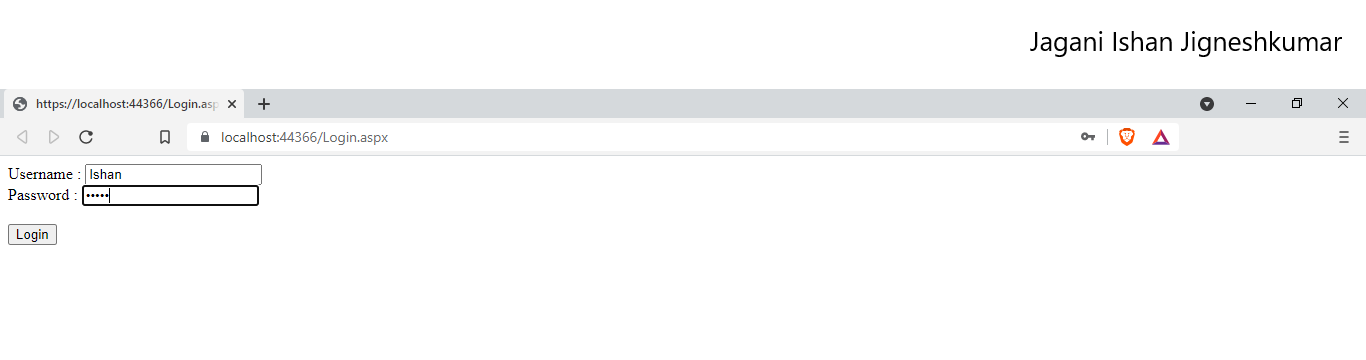 Jagani Ishan Jigneshkumar
https://localhost:44366/Login.asp
localhost:44366/Login.aspx
Username : Ishan
Password : •••••
Login